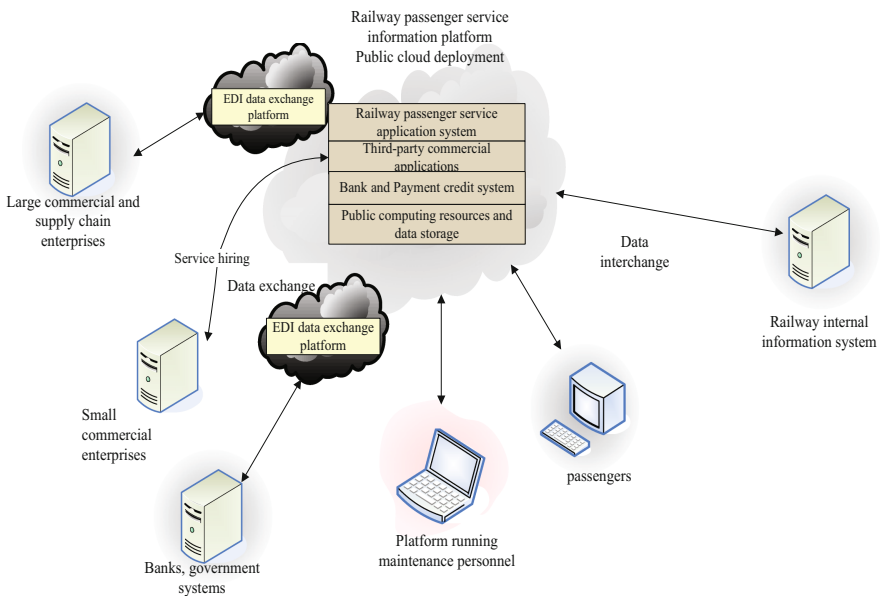 Railway passenger service
information platform
Public cloud deployment
EDI data exchange
platform
Railway passenger service
application system
Third-party commercial
applications
Bank and Payment credit system
Public computing resources and
data storage
Large commercial and
supply chain
enterprises
Service hiring
Data
interchange
Data exchange
EDI data exchange
platform
Railway internal
information system
Small
commercial
enterprises
passengers
Platform running
maintenance personnel
Banks, government
systems